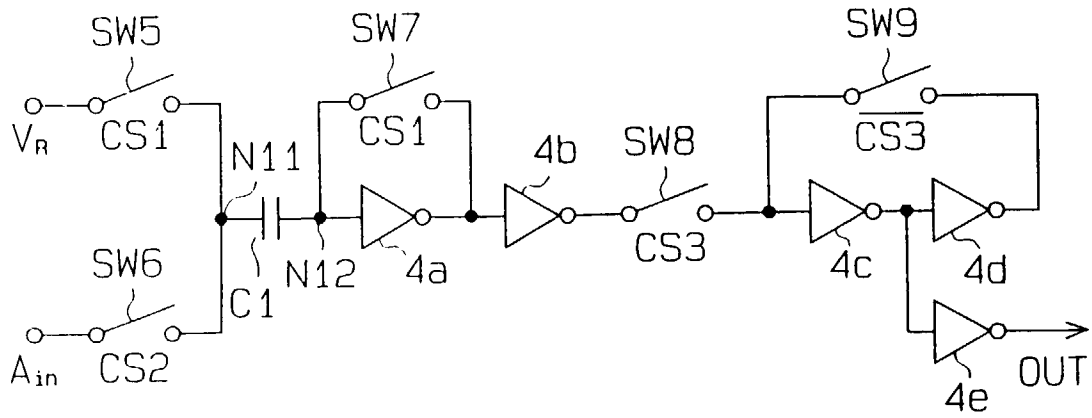 SW5
SW7
SW9
V_R
CS1
CS1
C̅S̅3̅
N11
4b
SW8
SW6
C1
N12
4a
CS3
4c
4d
A_in
CS2
4e
OUT